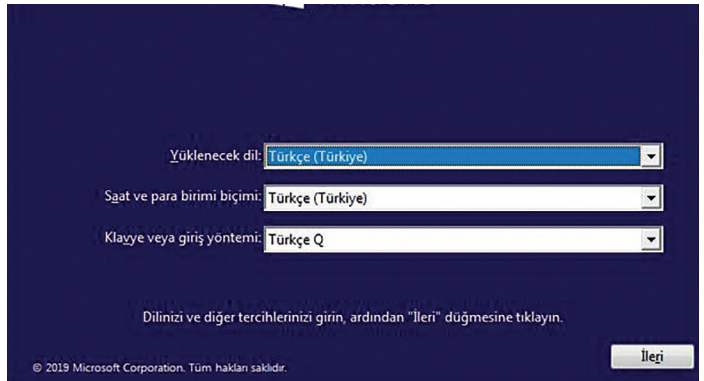 Yüklenecek dil: Türkçe (Türkiye)
Saat ve para birimi biçimi: Türkçe (Türkiye)
Klavye veya giriş yöntemi: Türkçe Q
Dilinizi ve diğer tercihlerinizi girin, ardından "İleri" düğmesine tıklayın.
İleri
© 2019 Microsoft Corporation. Tüm hakları saklıdır.